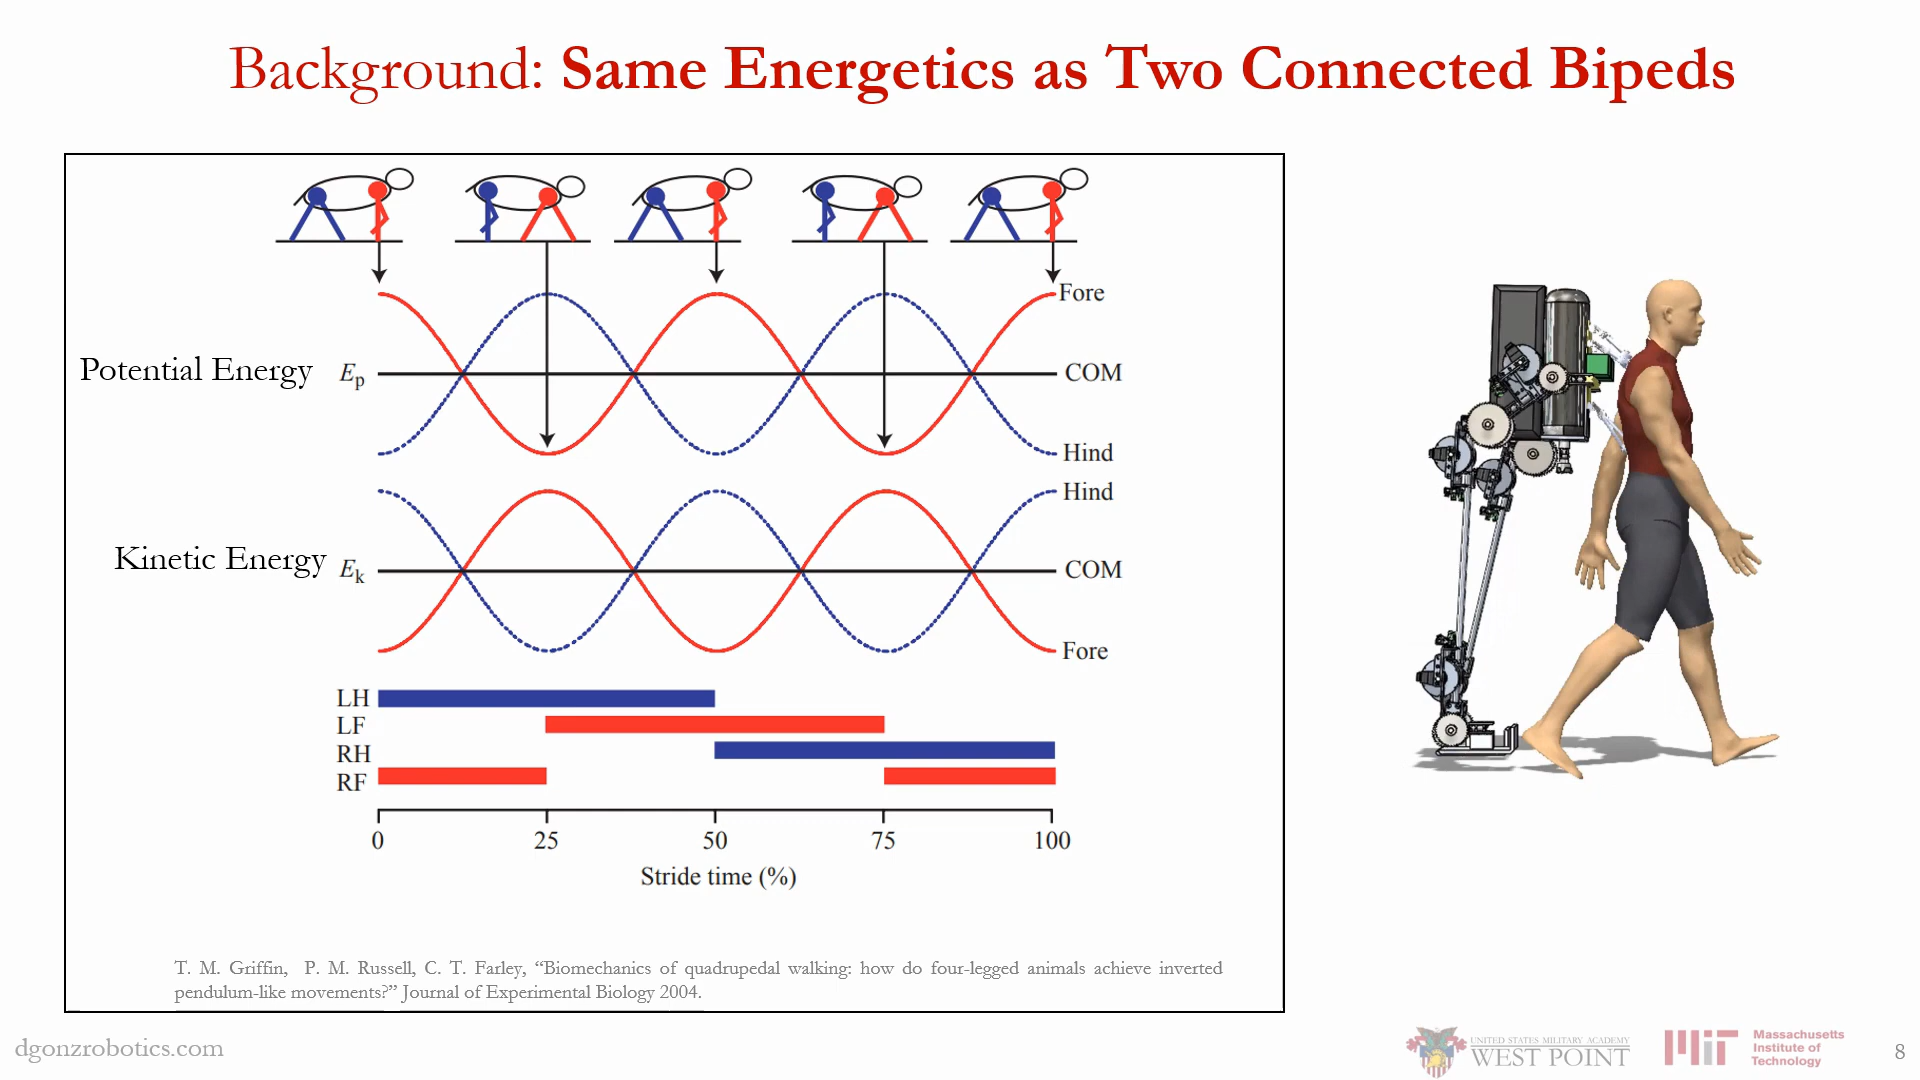 Background: Same Energetics as Two Connected Bipeds
Fore
Potential Energy
Ep
COM
Hind
Hind
Kinetic Energy
Ek
COM
Fore
LH
LF
RH
RF
0 25 50 75 100
Stride time (%)
T. M. Griffin, P. M. Russell, C. T. Farley, “Biomechanics of quadrupedal walking: how do four-legged animals achieve inverted
pendulum-like movements?” Journal of Experimental Biology 2004.
dgonzrobotics.com
UNITED STATES MILITARY ACADEMY
WEST POINT
Massachusetts
Institute of
Technology
8